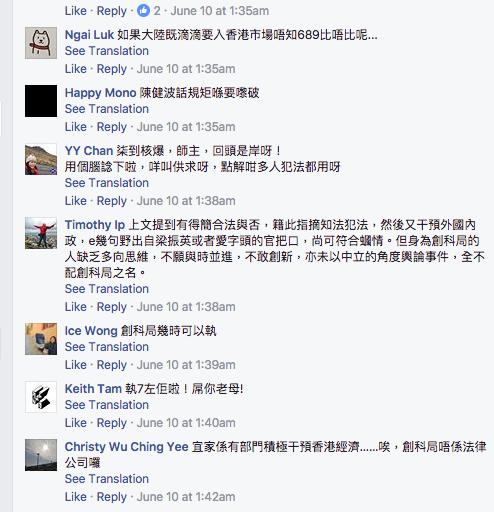 Like · Reply · 2 · June 10 at 1:35am
Ngai Luk 如果大陸既滴滴要入香港市場唔知689比唔比呢...
See Translation
Like · Reply · June 10 at 1:35am
Happy Mono 陳健波話規矩喺要嚟破
See Translation
Like · Reply · June 10 at 1:35am
YY Chan 柒到核爆，師主，回頭是岸呀！
用個腦諗下啦，咩叫供求呀，點解咁多人犯法都用呀
See Translation
Like · Reply · June 10 at 1:38am
Timothy Ip 上文提到有得簡合法與否，籍此指摘知法犯法，然後又干預外國內
政，e幾句野出自梁振英或者愛字頭的官把口，尚可符合蟈情。但身為創科局的
人缺乏多向思維，不願與時並進，不敢創新，亦未以中立的角度輿論事件，全不
配創科局之名。
See Translation
Like · Reply · June 10 at 1:38am
Ice Wong 創科局幾時可以執
See Translation
Like · Reply · June 10 at 1:39am
Keith Tam 執7左佢啦！屌你老母!
See Translation
Like · Reply · June 10 at 1:40am
Christy Wu Ching Yee 宜家係有部門積極干預香港經濟......唉，創科局唔係法律
公司囉
See Translation
Like · Reply · June 10 at 1:42am